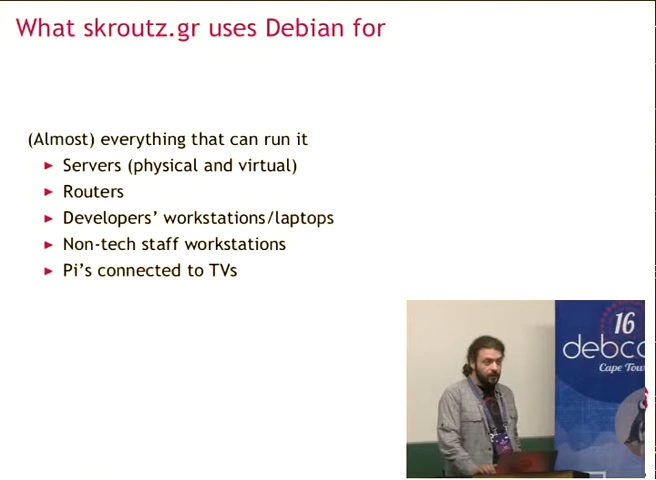 What skroutz.gr uses Debian for
(Almost) everything that can run it
Servers (physical and virtual)
Routers
Developers' workstations/laptops
Non-tech staff workstations
Pi's connected to TVs
16
debco
Cape Tow